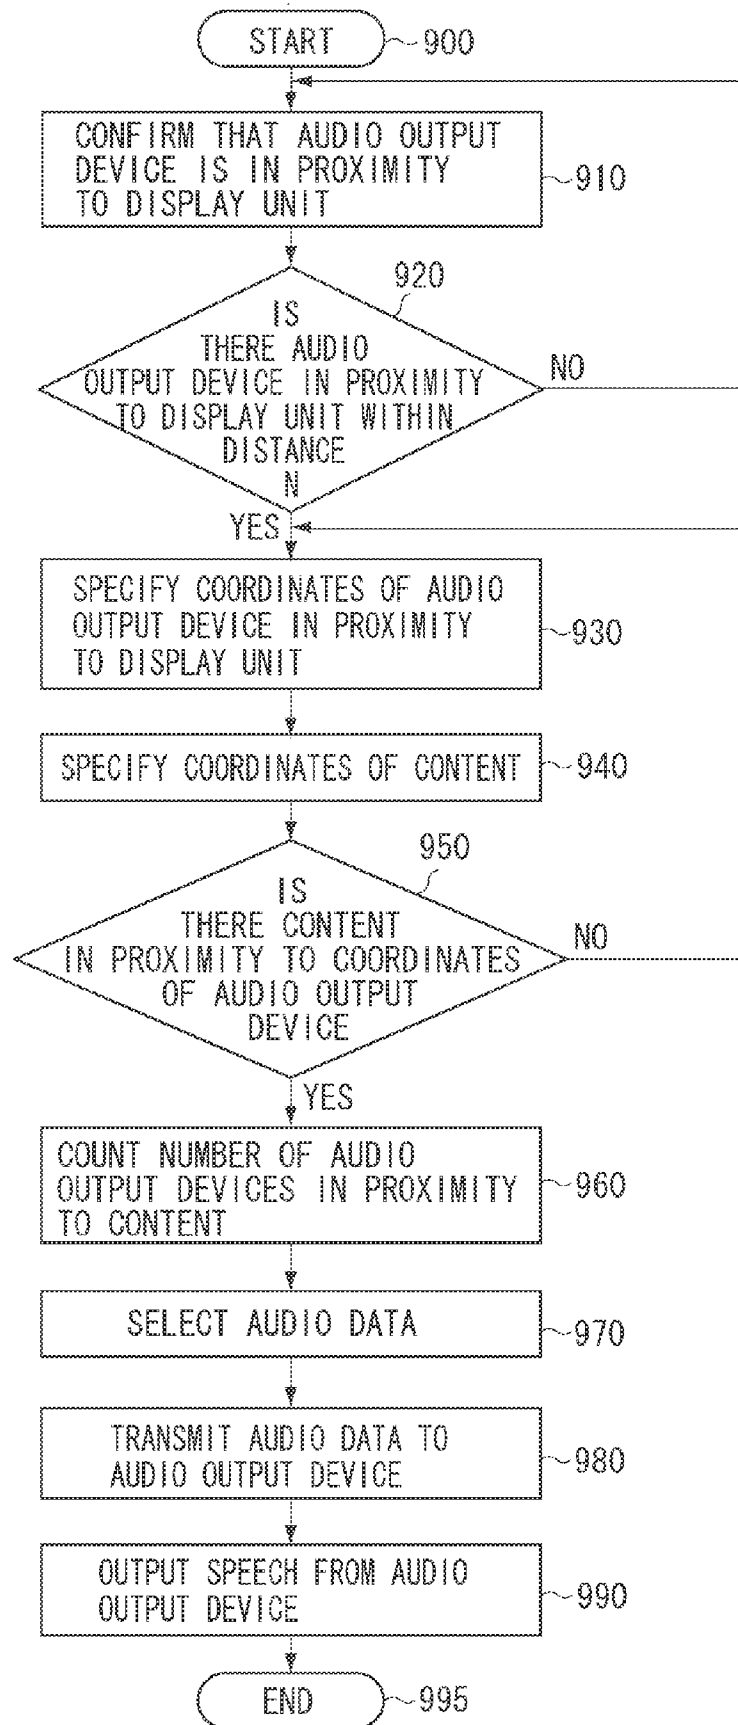 START
900
CONFIRM THAT AUDIO OUTPUT
DEVICE IS IN PROXIMITY
TO DISPLAY UNIT
910
920
IS
THERE AUDIO
OUTPUT DEVICE IN PROXIMITY
TO DISPLAY UNIT WITHIN
DISTANCE
N
NO
YES
SPECIFY COORDINATES OF AUDIO
OUTPUT DEVICE IN PROXIMITY
TO DISPLAY UNIT
930
SPECIFY COORDINATES OF CONTENT
940
950
IS
THERE CONTENT
IN PROXIMITY TO COORDINATES
OF AUDIO OUTPUT
DEVICE
NO
YES
COUNT NUMBER OF AUDIO
OUTPUT DEVICES IN PROXIMITY
TO CONTENT
960
SELECT AUDIO DATA
970
TRANSMIT AUDIO DATA TO
AUDIO OUTPUT DEVICE
980
OUTPUT SPEECH FROM AUDIO
OUTPUT DEVICE
990
END
995